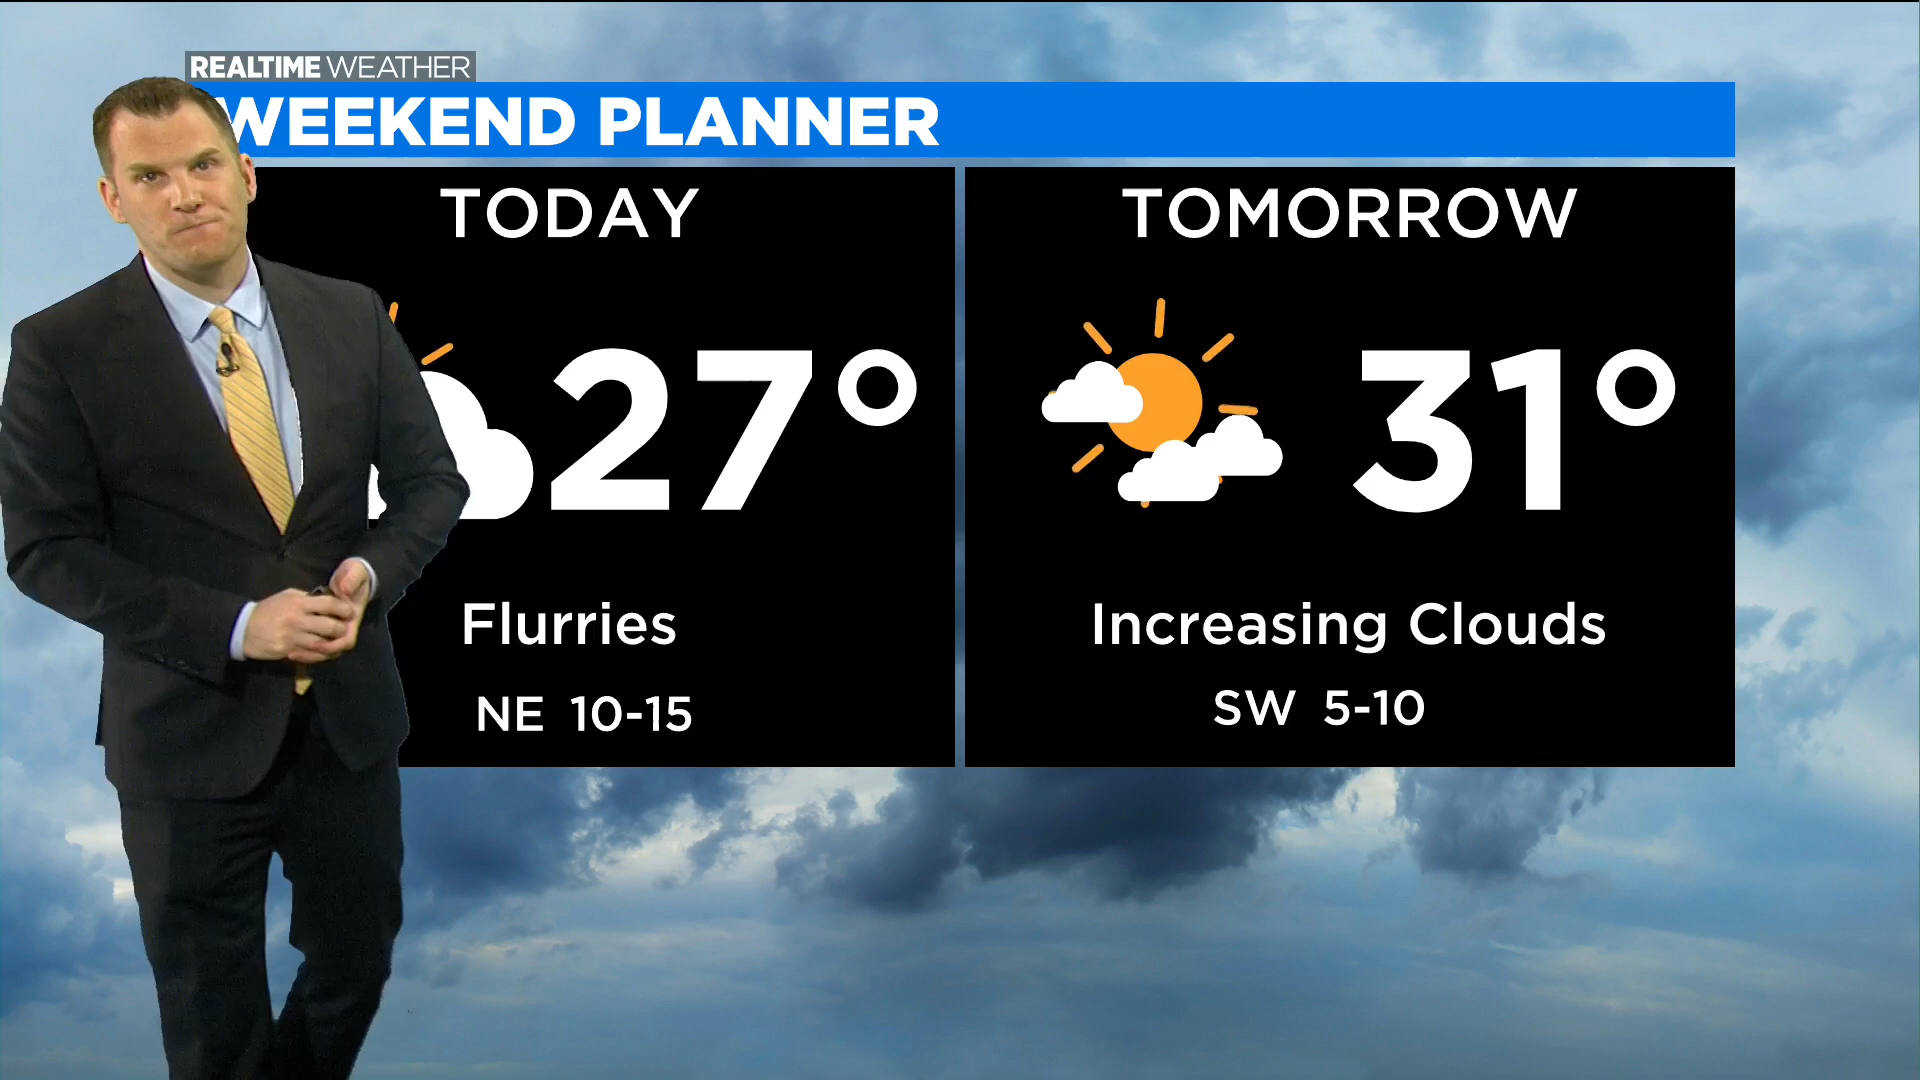 REALTIME WEATHER
WEEKEND PLANNER
TODAY
27°
Flurries
NE 10-15
TOMORROW
31°
Increasing Clouds
SW 5-10